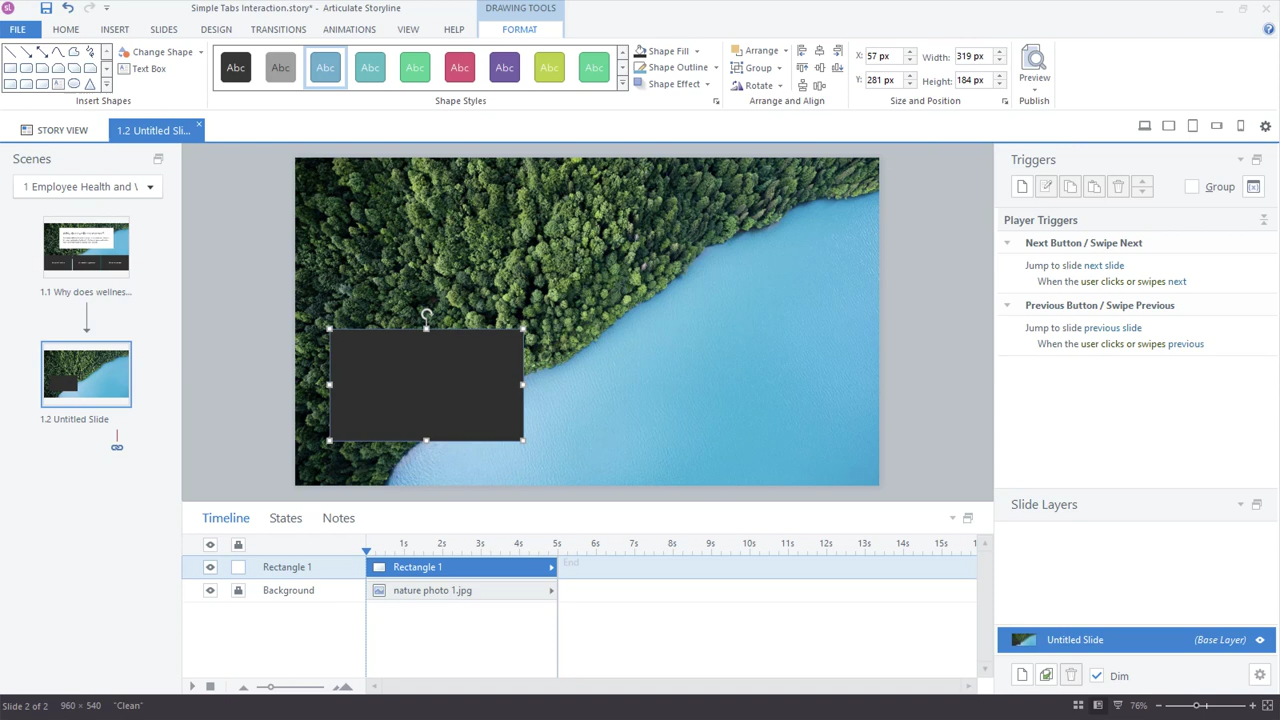 Simple Tabs Interaction.story* - Articulate Storyline
DRAWING TOOLS
FILE HOME INSERT SLIDES DESIGN TRANSITIONS ANIMATIONS VIEW HELP FORMAT
Change Shape
Text Box
Insert Shapes
Abc Abc Abc Abc Abc Abc Abc Abc Abc
Shape Styles
Shape Fill
Shape Outline
Shape Effect
Arrange
Group
Rotate
Arrange and Align
X: 57 px Width: 319 px
Y: 281 px Height: 184 px
Size and Position
Preview
Publish
STORY VIEW
1.2 Untitled Sli...
Scenes
1 Employee Health and \
1.1 Why does wellnes...
1.2 Untitled Slide
Triggers
Group
Player Triggers
Next Button / Swipe Next
Jump to slide next slide
When the user clicks or swipes next
Previous Button / Swipe Previous
Jump to slide previous slide
When the user clicks or swipes previous
Timeline States Notes
1s 2s 3s 4s 5s 6s 7s 8s 9s 10s 11s 12s 13s 14s 15s
Rectangle 1 Rectangle 1 End
Background nature photo 1.jpg
Slide Layers
Untitled Slide (Base Layer)
Dim
Slide 2 of 2 960 × 540 "Clean" 76%